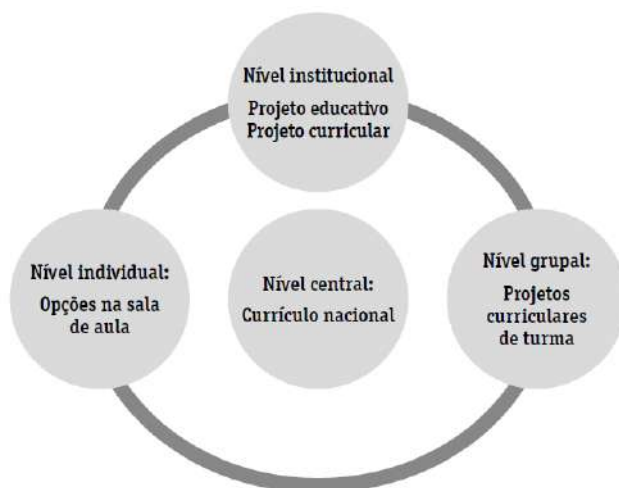 Nível institucional
Projeto educativo
Projeto curricular
Nível individual:
Opções na sala
de aula
Nível central:
Currículo nacional
Nível grupal:
Projetos
curriculares
de turma